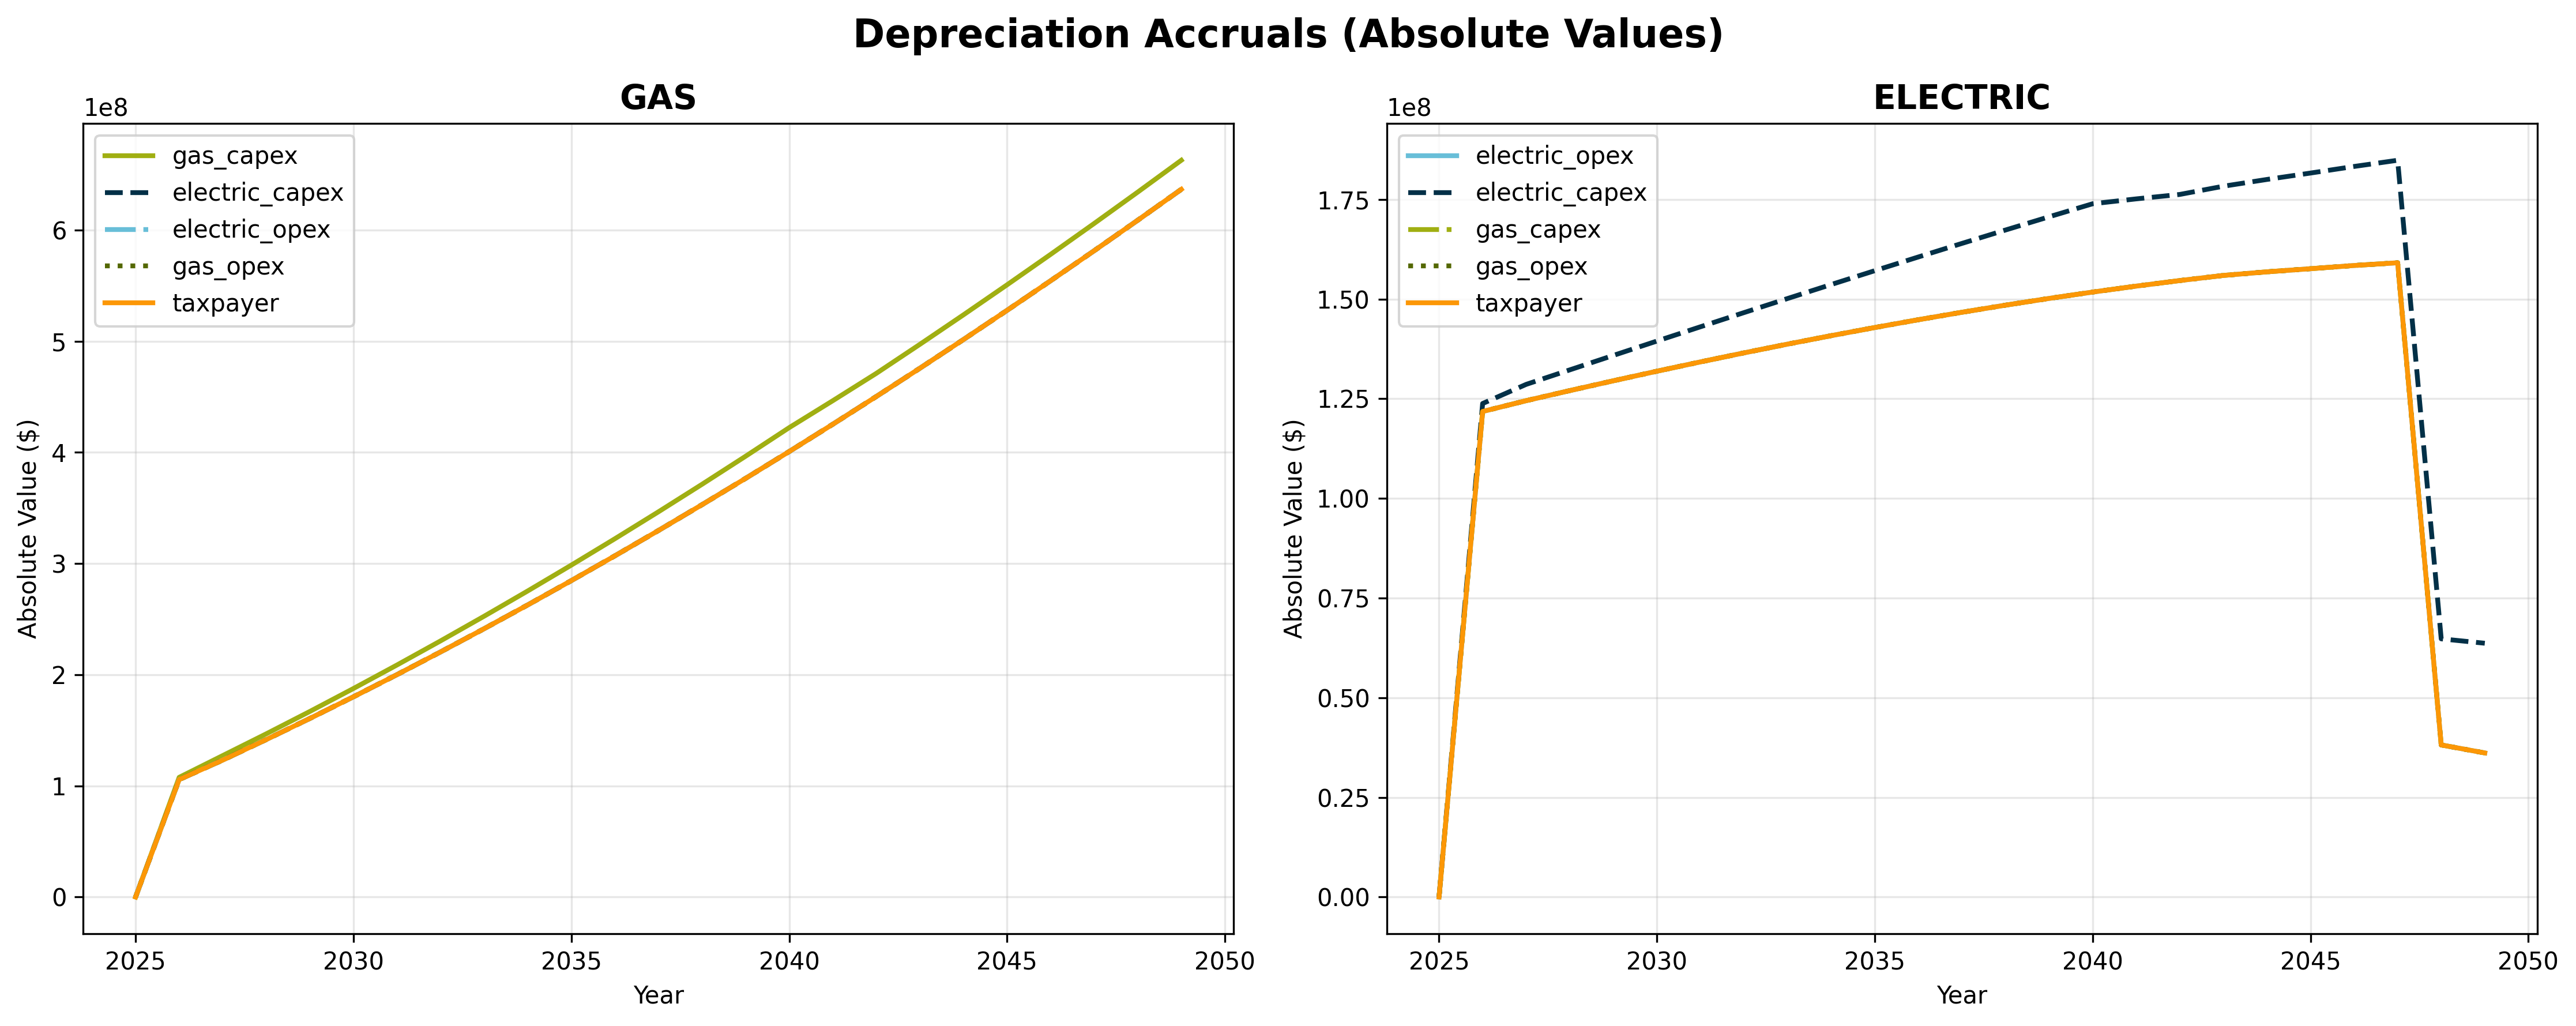 Depreciation Accruals (Absolute Values)
GAS
1e8
gas_capex
electric_capex
electric_opex
gas_opex
taxpayer
6
5
4
3
2
1
0
Absolute Value ($)
2025 2030 2035 2040 2045 2050
Year
ELECTRIC
1e8
electric_opex
electric_capex
gas_capex
gas_opex
taxpayer
1.75
1.50
1.25
1.00
0.75
0.50
0.25
0.00
Absolute Value ($)
2025 2030 2035 2040 2045 2050
Year